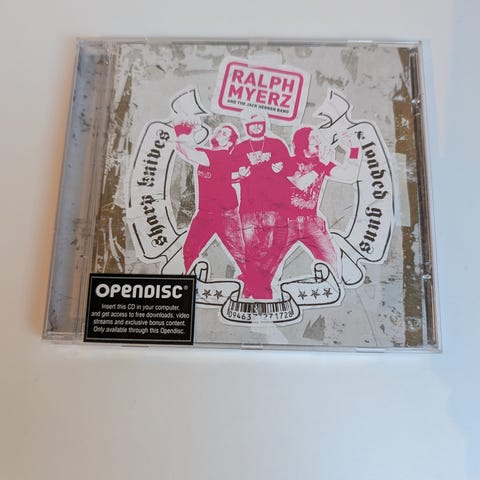 RALPH
MYERZ
AND THE JACK HERREN BAND
sharp knives
& loaded guns
OPENDISC®
Insert this CD in your computer,
and get access to free downloads, video
streams and exclusive bonus content.
Only available through this Opendisc.